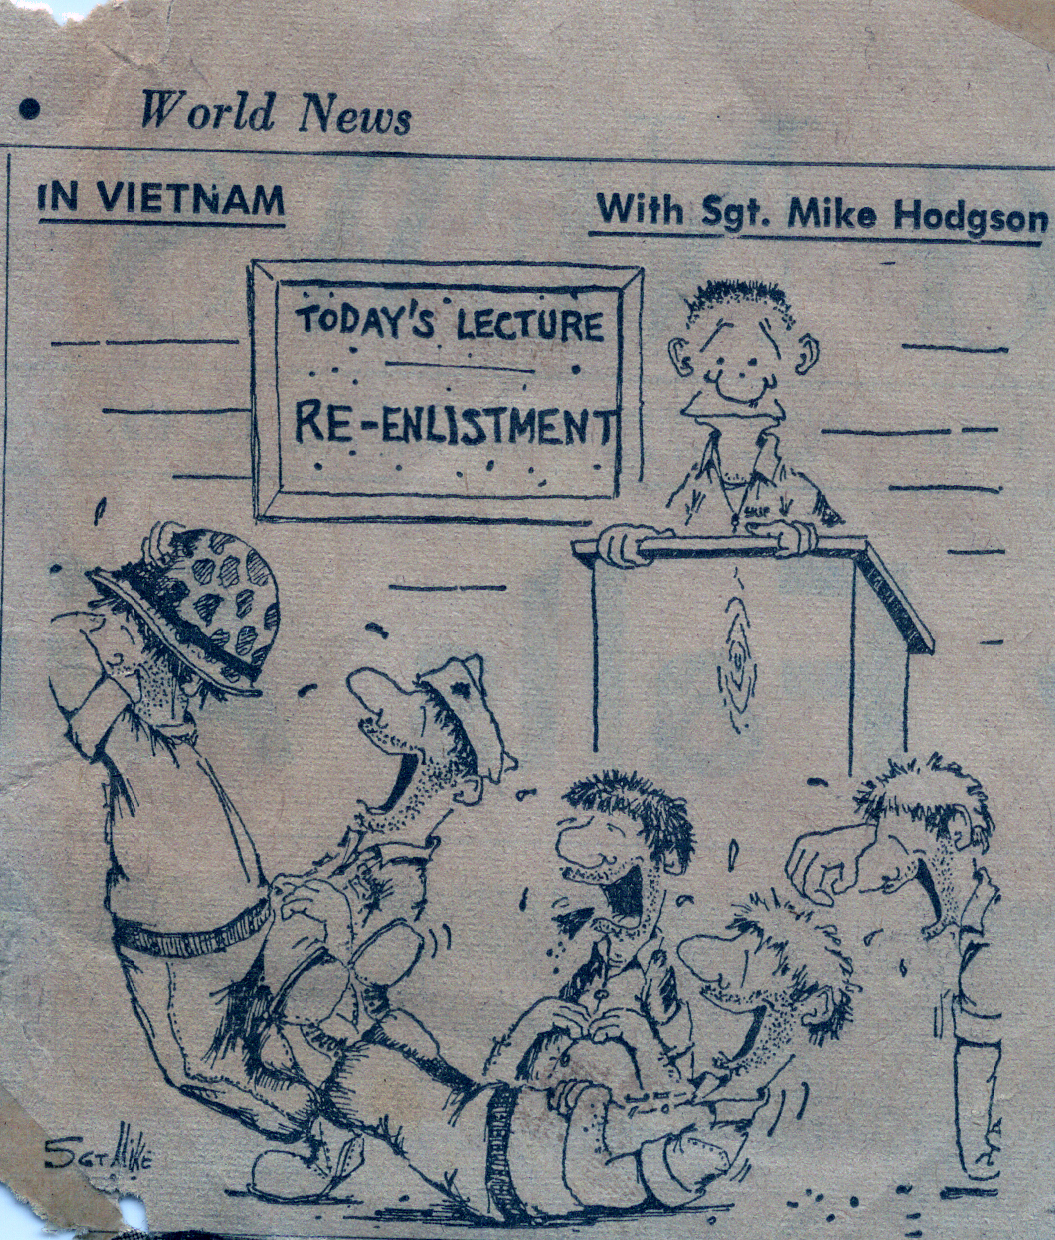 World News
IN VIETNAM
With Sgt. Mike Hodgson
TODAY'S LECTURE
RE-ENLISTMENT
SGT MIKE